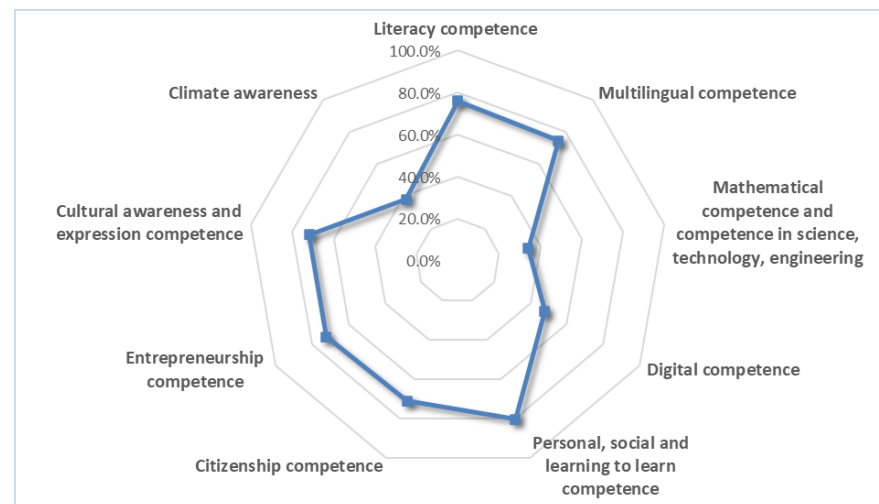 Literacy competence
100.0%
80.0%
60.0%
40.0%
20.0%
0.0%
Multilingual competence
Mathematical
competence and
competence in science,
technology, engineering
Digital competence
Personal, social and
learning to learn
competence
Citizenship competence
Entrepreneurship
competence
Cultural awareness and
expression competence
Climate awareness